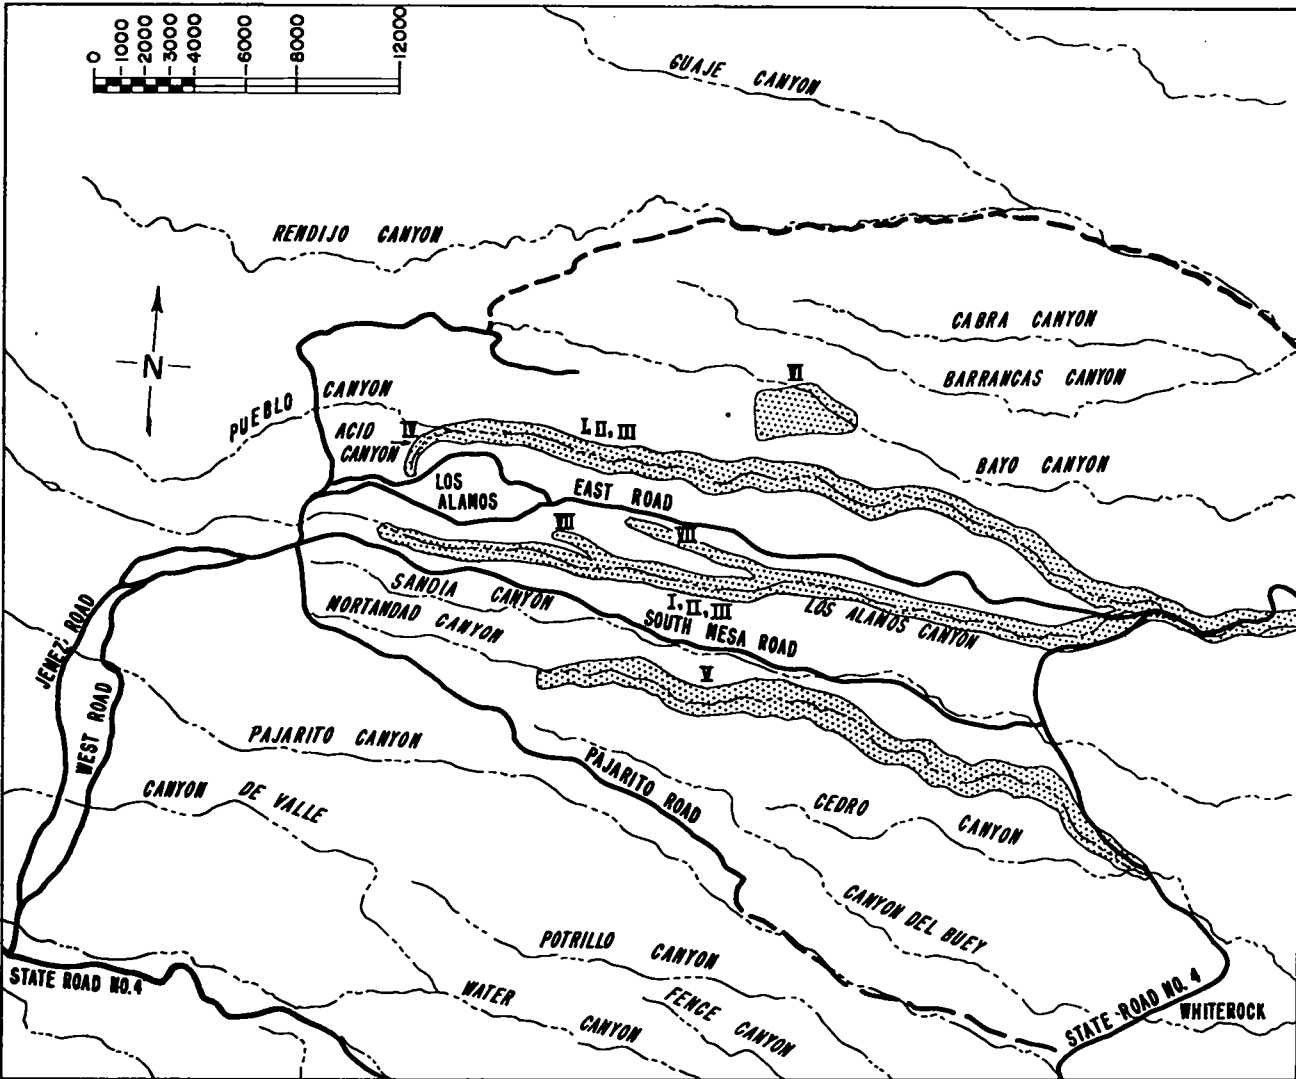 0
1000
2000
3000
4000
6000
8000
12000
GUAJE CANYON
RENDIJO CANYON
N
CABRA CANYON
BARRANCAS CANYON
VI
PUEBLO CANYON
ACID
CANYON
IV
I, II, III
BAYO CANYON
LOS
ALAMOS
EAST ROAD
VII
VII
SANDIA CANYON
I, II, III
LOS ALAMOS CANYON
MORTANDAD CANYON
SOUTH MESA ROAD
JEMEZ ROAD
V
WEST ROAD
PAJARITO CANYON
PAJARITO ROAD
CANYON DE VALLE
CEDRO CANYON
CANYON DEL BUEY
POTRILLO CANYON
STATE ROAD NO. 4
WATER CANYON
FENCE CANYON
STATE ROAD NO. 4
WHITEROCK